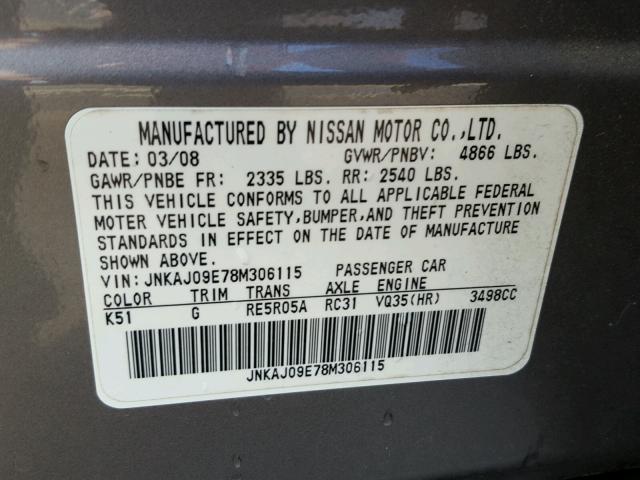 MANUFACTURED BY NISSAN MOTOR CO.,LTD.
DATE: 03/08 GVWR/PNBV: 4866 LBS.
GAWR/PNBE FR: 2335 LBS. RR: 2540 LBS.
THIS VEHICLE CONFORMS TO ALL APPLICABLE FEDERAL
MOTER VEHICLE SAFETY,BUMPER,AND THEFT PREVENTION
STANDARDS IN EFFECT ON THE DATE OF MANUFACTURE
SHOWN ABOVE.
VIN: JNKAJ09E78M306115 PASSENGER CAR
COLOR TRIM TRANS AXLE ENGINE
K51 G RE5R05A RC31 VQ35(HR) 3498CC
JNKAJ09E78M306115